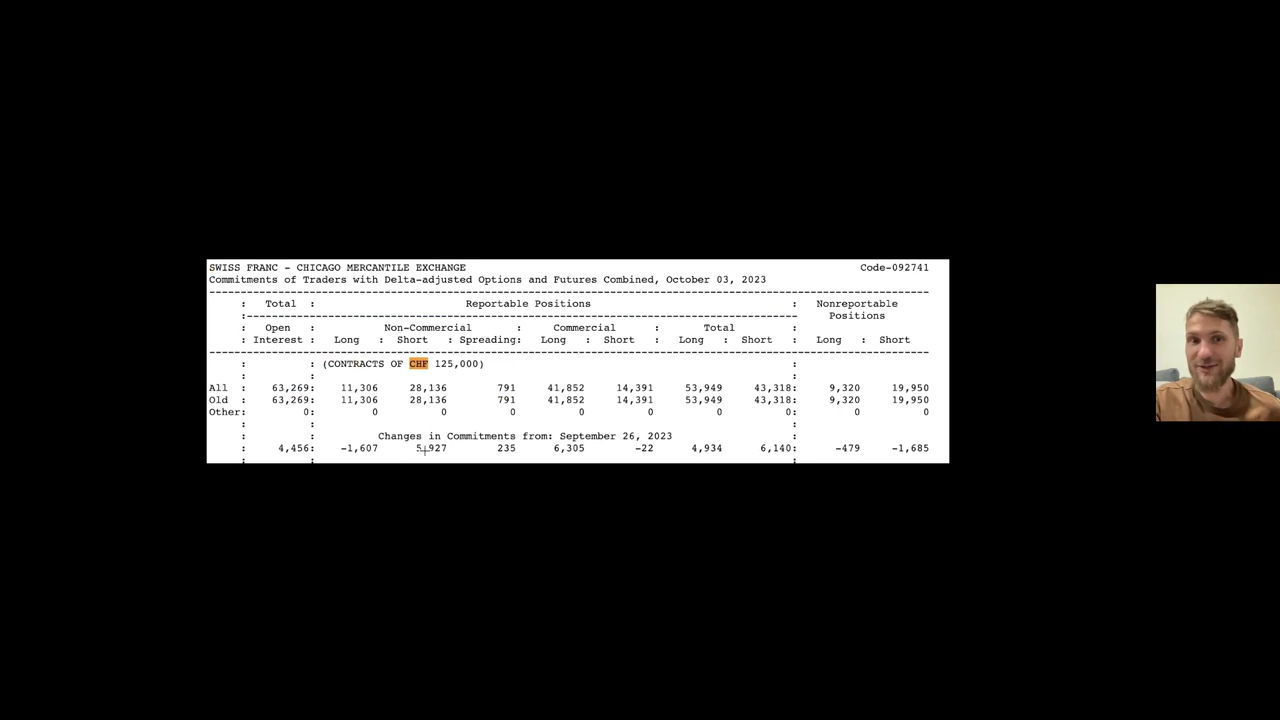 SWISS FRANC - CHICAGO MERCANTILE EXCHANGE Code-092741
Commitments of Traders with Delta-adjusted Options and Futures Combined, October 03, 2023
: Total : Reportable Positions : Nonreportable
Positions
: Open : Non-Commercial : Commercial : Total :
: Interest : Long : Short : Spreading: Long : Short : Long : Short : Long : Short
: : (CONTRACTS OF CHF 125,000) :
All : 63,269: 11,306 28,136 791 41,852 14,391 53,949 43,318: 9,320 19,950
Old : 63,269: 11,306 28,136 791 41,852 14,391 53,949 43,318: 9,320 19,950
Other: 0: 0 0 0 0 0 0 0: 0 0
: : Changes in Commitments from: September 26, 2023 :
: 4,456: -1,607 5,927 235 6,305 -22 4,934 6,140: -479 -1,685